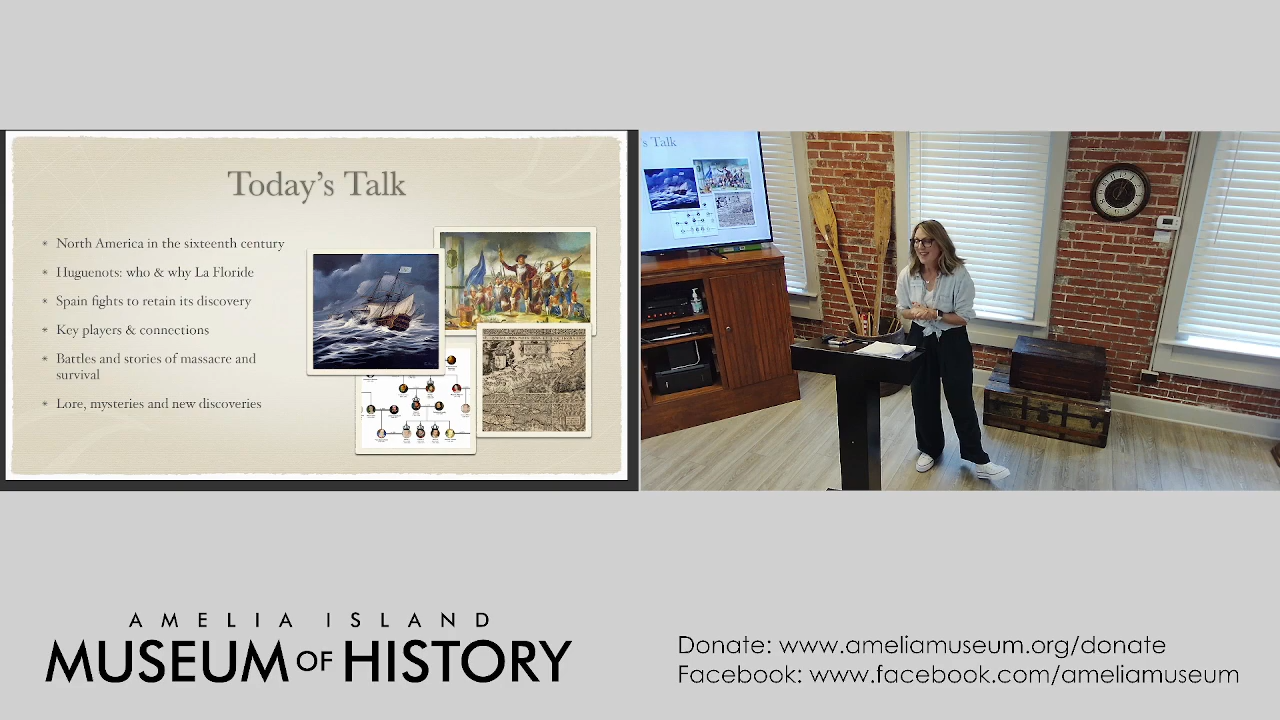 Today's Talk
* North America in the sixteenth century
* Huguenots: who & why La Floride
* Spain fights to retain its discovery
* Key players & connections
* Battles and stories of massacre and
survival
* Lore, mysteries and new discoveries
's Talk
AMELIA ISLAND
MUSEUM OF HISTORY
Donate: www.ameliamuseum.org/donate
Facebook: www.facebook.com/ameliamuseum